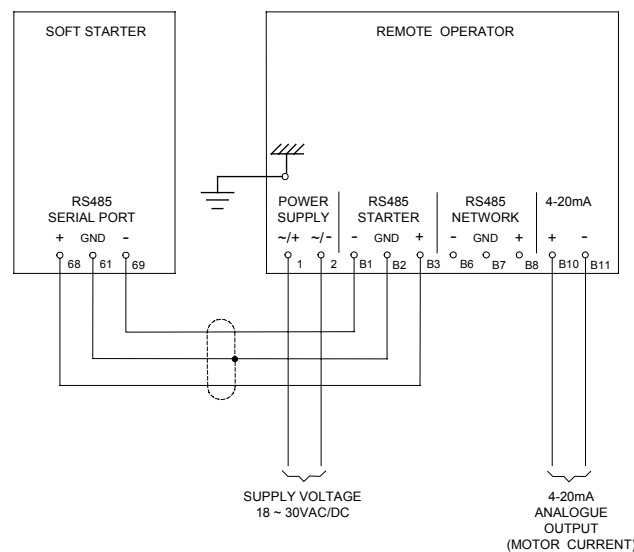 SOFT STARTER
REMOTE OPERATOR
RS485
SERIAL PORT
+ GND -
68 61 69
POWER
SUPPLY
~/+ ~/-
1 2
RS485
STARTER
- GND +
B1 B2 B3
RS485
NETWORK
- GND +
B6 B7 B8
4-20mA
+ -
B10 B11
SUPPLY VOLTAGE
18 ~ 30VAC/DC
4-20mA
ANALOGUE
OUTPUT
(MOTOR CURRENT)